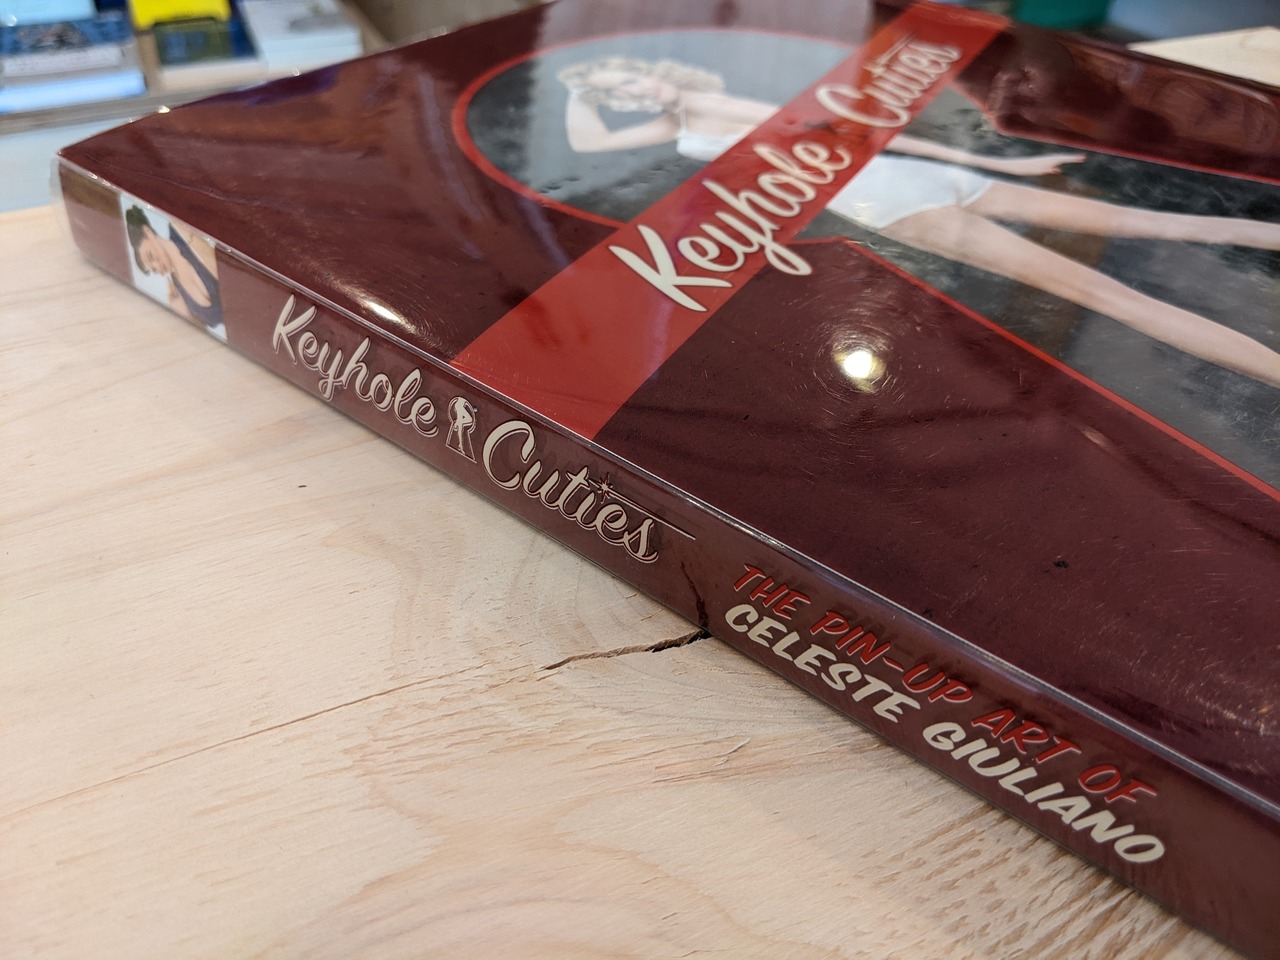 Keyhole Cuties
Keyhole Cuties
THE PIN-UP ART OF
CELESTE GIULIANO